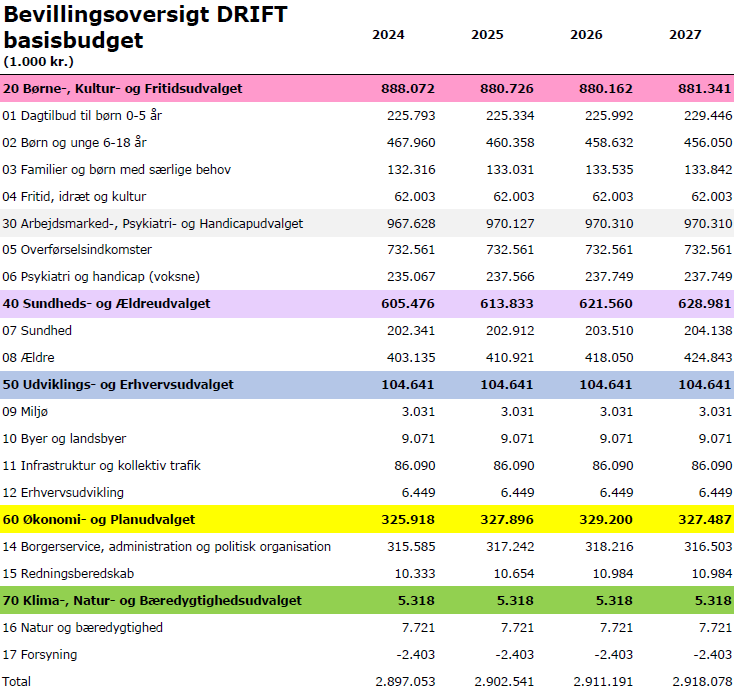 Bevillingsoversigt DRIFT
basisbudget
(1.000 kr.) 2024 2025 2026 2027
20 Børne-, Kultur- og Fritidsudvalget 888.072 880.726 880.162 881.341
01 Dagtilbud til børn 0-5 år 225.793 225.334 225.992 229.446
02 Børn og unge 6-18 år 467.960 460.358 458.632 456.050
03 Familier og børn med særlige behov 132.316 133.031 133.535 133.842
04 Fritid, idræt og kultur 62.003 62.003 62.003 62.003
30 Arbejdsmarked-, Psykiatri- og Handicapudvalget 967.628 970.127 970.310 970.310
05 Overførselsindkomster 732.561 732.561 732.561 732.561
06 Psykiatri og handicap (voksne) 235.067 237.566 237.749 237.749
40 Sundheds- og Ældreudvalget 605.476 613.833 621.560 628.981
07 Sundhed 202.341 202.912 203.510 204.138
08 Ældre 403.135 410.921 418.050 424.843
50 Udviklings- og Erhvervsudvalget 104.641 104.641 104.641 104.641
09 Miljø 3.031 3.031 3.031 3.031
10 Byer og landsbyer 9.071 9.071 9.071 9.071
11 Infrastruktur og kollektiv trafik 86.090 86.090 86.090 86.090
12 Erhvervsudvikling 6.449 6.449 6.449 6.449
60 Økonomi- og Planudvalget 325.918 327.896 329.200 327.487
14 Borgerservice, administration og politisk organisation 315.585 317.242 318.216 316.503
15 Redningsberedskab 10.333 10.654 10.984 10.984
70 Klima-, Natur- og Bæredygtighedsudvalget 5.318 5.318 5.318 5.318
16 Natur og bæredygtighed 7.721 7.721 7.721 7.721
17 Forsyning -2.403 -2.403 -2.403 -2.403
Total 2.897.053 2.902.541 2.911.191 2.918.078